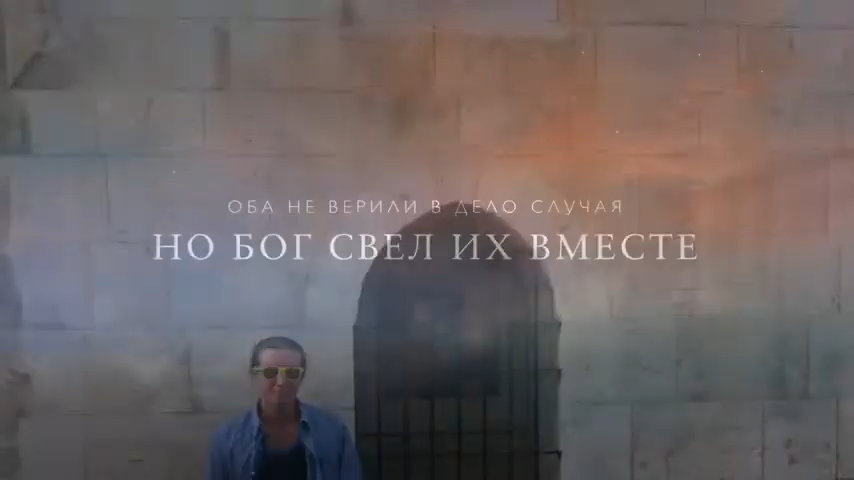 ОБА НЕ ВЕРИЛИ В ДЕЛО СЛУЧАЯ
НО БОГ СВЕЛ ИХ ВМЕСТЕ